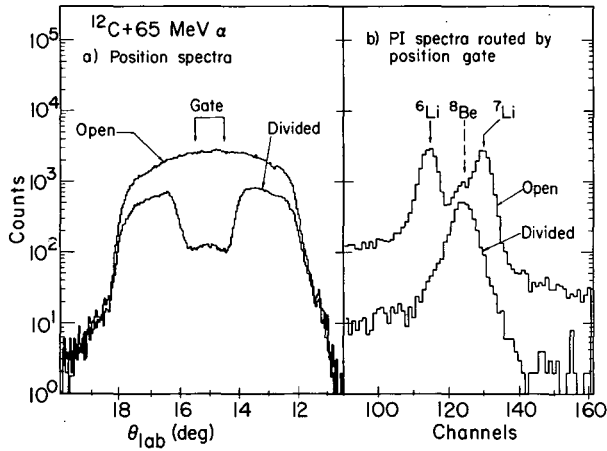 ¹²C+65 MeV α
a) Position spectra
Gate
Open
Divided
Counts
10⁵
10⁴
10³
10²
10¹
10⁰
18
16
14
12
θlab (deg)
b) PI spectra routed by
position gate
⁶Li
⁸Be
⁷Li
Open
Divided
100
120
140
160
Channels